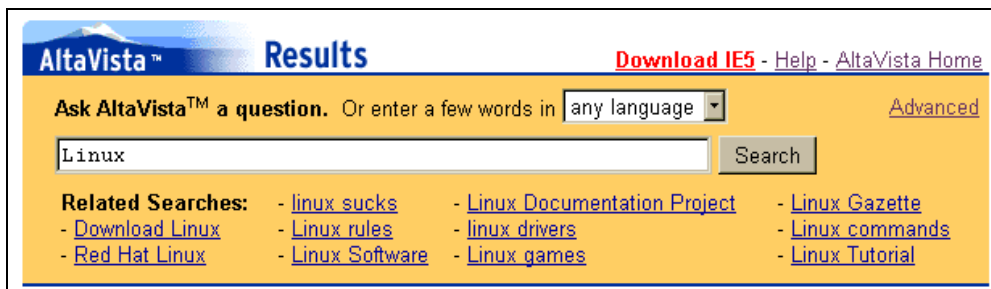 AltaVista™ Results Download IE5 - Help - AltaVista Home
Ask AltaVista™ a question. Or enter a few words in any language Advanced
Linux Search
Related Searches: - linux sucks - Linux Documentation Project - Linux Gazette
- Download Linux - Linux rules - linux drivers - Linux commands
- Red Hat Linux - Linux Software - Linux games - Linux Tutorial